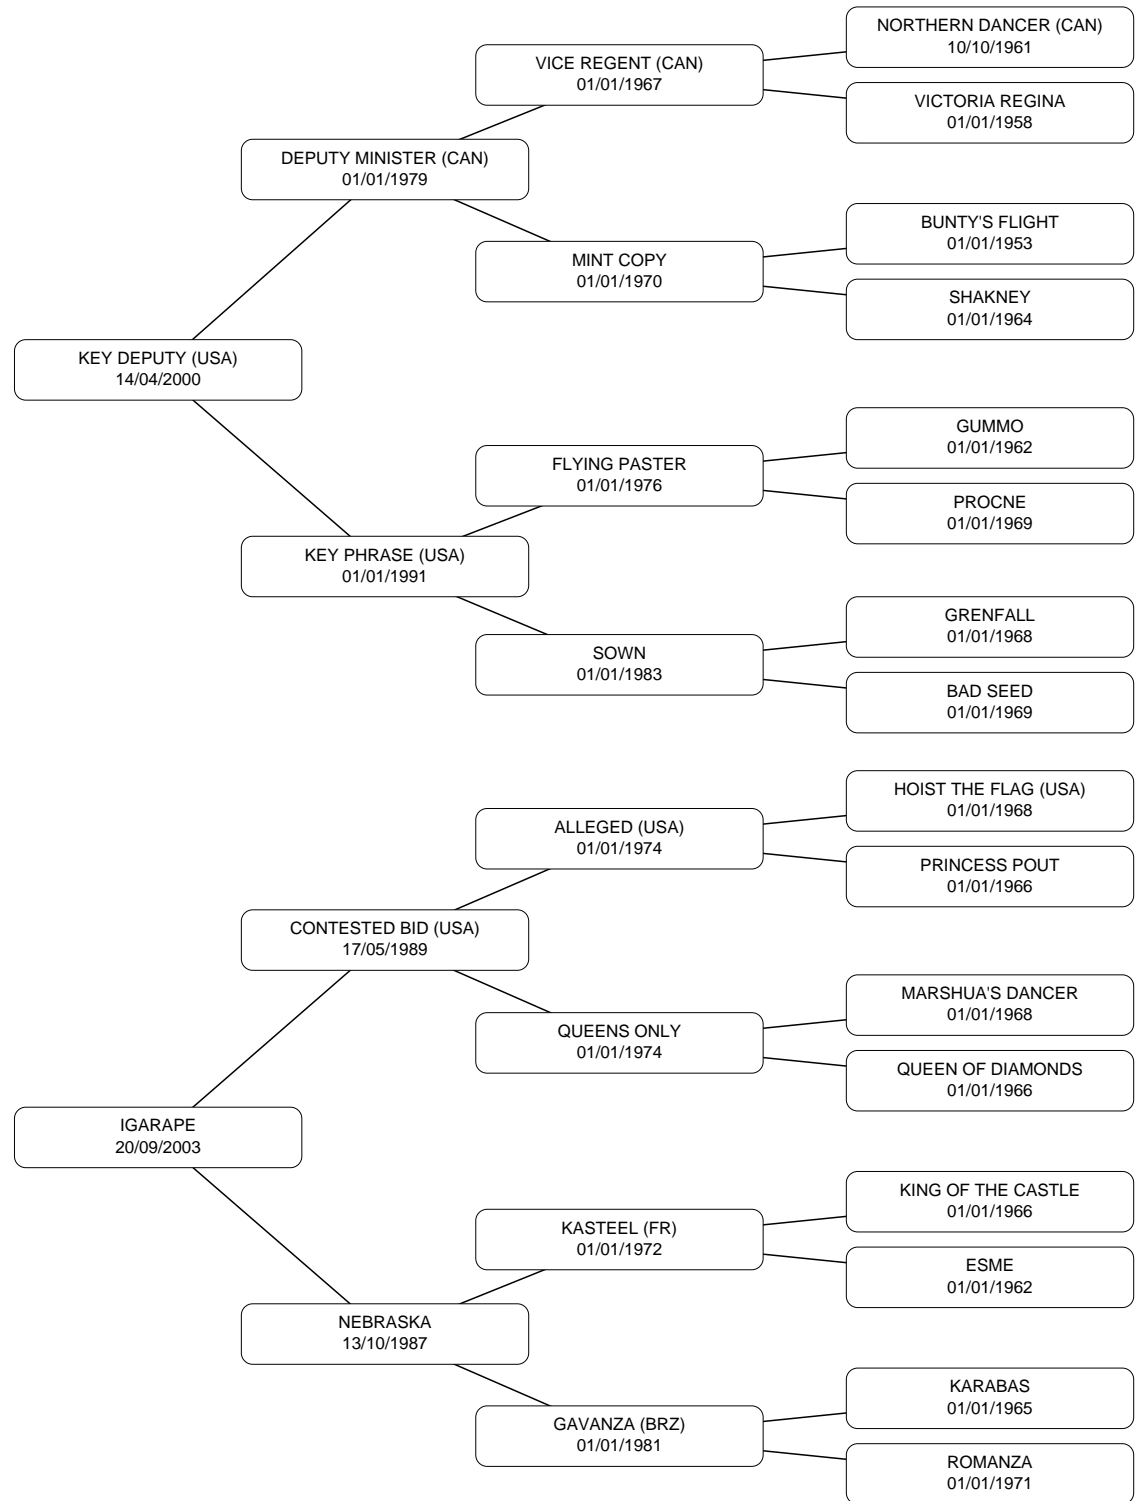 NORTHERN DANCER (CAN)
10/10/1961
VICE REGENT (CAN)
01/01/1967
VICTORIA REGINA
01/01/1958
DEPUTY MINISTER (CAN)
01/01/1979
BUNTY'S FLIGHT
01/01/1953
MINT COPY
01/01/1970
SHAKNEY
01/01/1964
KEY DEPUTY (USA)
14/04/2000
GUMMO
01/01/1962
FLYING PASTER
01/01/1976
PROCNE
01/01/1969
KEY PHRASE (USA)
01/01/1991
GRENFALL
01/01/1968
SOWN
01/01/1983
BAD SEED
01/01/1969
HOIST THE FLAG (USA)
01/01/1968
ALLEGED (USA)
01/01/1974
PRINCESS POUT
01/01/1966
CONTESTED BID (USA)
17/05/1989
MARSHUA'S DANCER
01/01/1968
QUEENS ONLY
01/01/1974
QUEEN OF DIAMONDS
01/01/1966
IGARAPE
20/09/2003
KING OF THE CASTLE
01/01/1966
KASTEEL (FR)
01/01/1972
ESME
01/01/1962
NEBRASKA
13/10/1987
KARABAS
01/01/1965
GAVANZA (BRZ)
01/01/1981
ROMANZA
01/01/1971